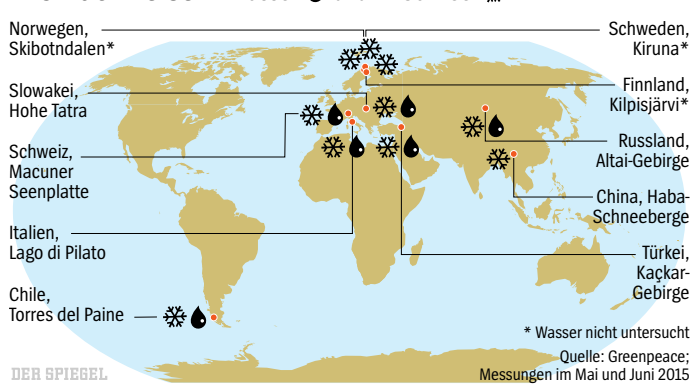 Norwegen,
Skibotndalen*
Slowakei,
Hohe Tatra
Schweiz,
Macuner
Seenplatte
Italien,
Lago di Pilato
Chile,
Torres del Paine
Schweden,
Kiruna*
Finnland,
Kilpisjärvi*
Russland,
Altai-Gebirge
China, Haba-
Schneeberge
Türkei,
Kaçkar-
Gebirge
* Wasser nicht untersucht
Quelle: Greenpeace;
Messungen im Mai und Juni 2015
DER SPIEGEL